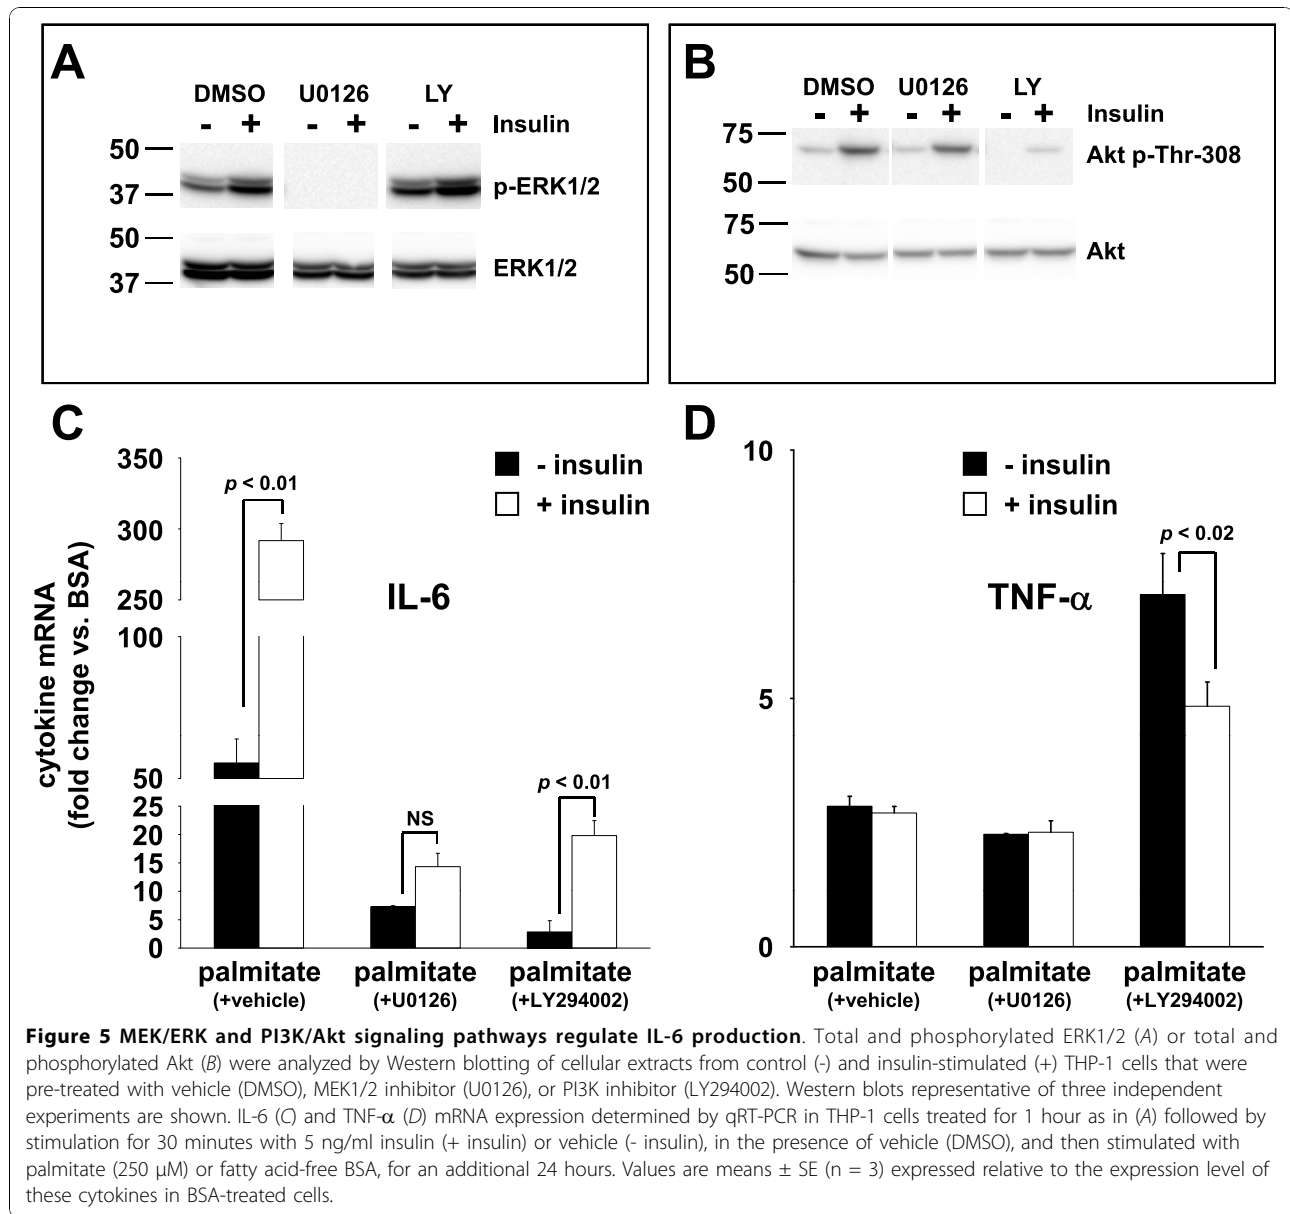 A
DMSO U0126 LY
- + - + - + Insulin
50
37
p-ERK1/2
50
37
ERK1/2
B
DMSO U0126 LY
- + - + - + Insulin
75
50
Akt p-Thr-308
75
50
Akt
C
cytokine mRNA
(fold change vs. BSA)
350
300
250
100
50
25
20
15
10
5
0
- insulin
+ insulin
IL-6
p < 0.01
NS
p < 0.01
palmitate palmitate palmitate
(+vehicle) (+U0126) (+LY294002)
D
10
5
0
- insulin
+ insulin
p < 0.02
TNF-α
palmitate palmitate palmitate
(+vehicle) (+U0126) (+LY294002)
Figure 5 MEK/ERK and PI3K/Akt signaling pathways regulate IL-6 production. Total and phosphorylated ERK1/2 (A) or total and
phosphorylated Akt (B) were analyzed by Western blotting of cellular extracts from control (-) and insulin-stimulated (+) THP-1 cells that were
pre-treated with vehicle (DMSO), MEK1/2 inhibitor (U0126), or PI3K inhibitor (LY294002). Western blots representative of three independent
experiments are shown. IL-6 (C) and TNF-α (D) mRNA expression determined by qRT-PCR in THP-1 cells treated for 1 hour as in (A) followed by
stimulation for 30 minutes with 5 ng/ml insulin (+ insulin) or vehicle (- insulin), in the presence of vehicle (DMSO), and then stimulated with
palmitate (250 μM) or fatty acid-free BSA, for an additional 24 hours. Values are means ± SE (n = 3) expressed relative to the expression level of
these cytokines in BSA-treated cells.